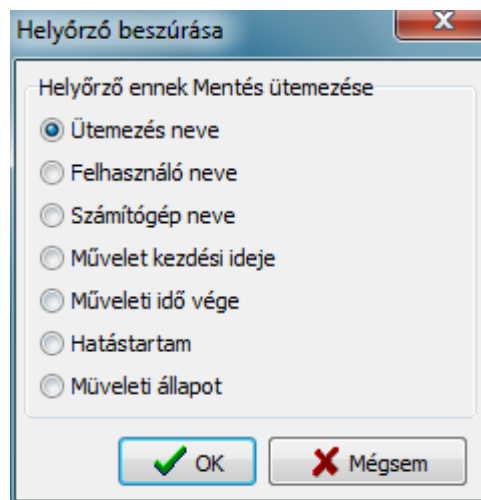 Helyőrző beszúrása
Helyőrző ennek Mentés ütemezése
Ütemezés neve
Felhasználó neve
Számítógép neve
Művelet kezdési ideje
Műveleti idő vége
Hatástartam
Müveleti állapot
OK
Mégsem